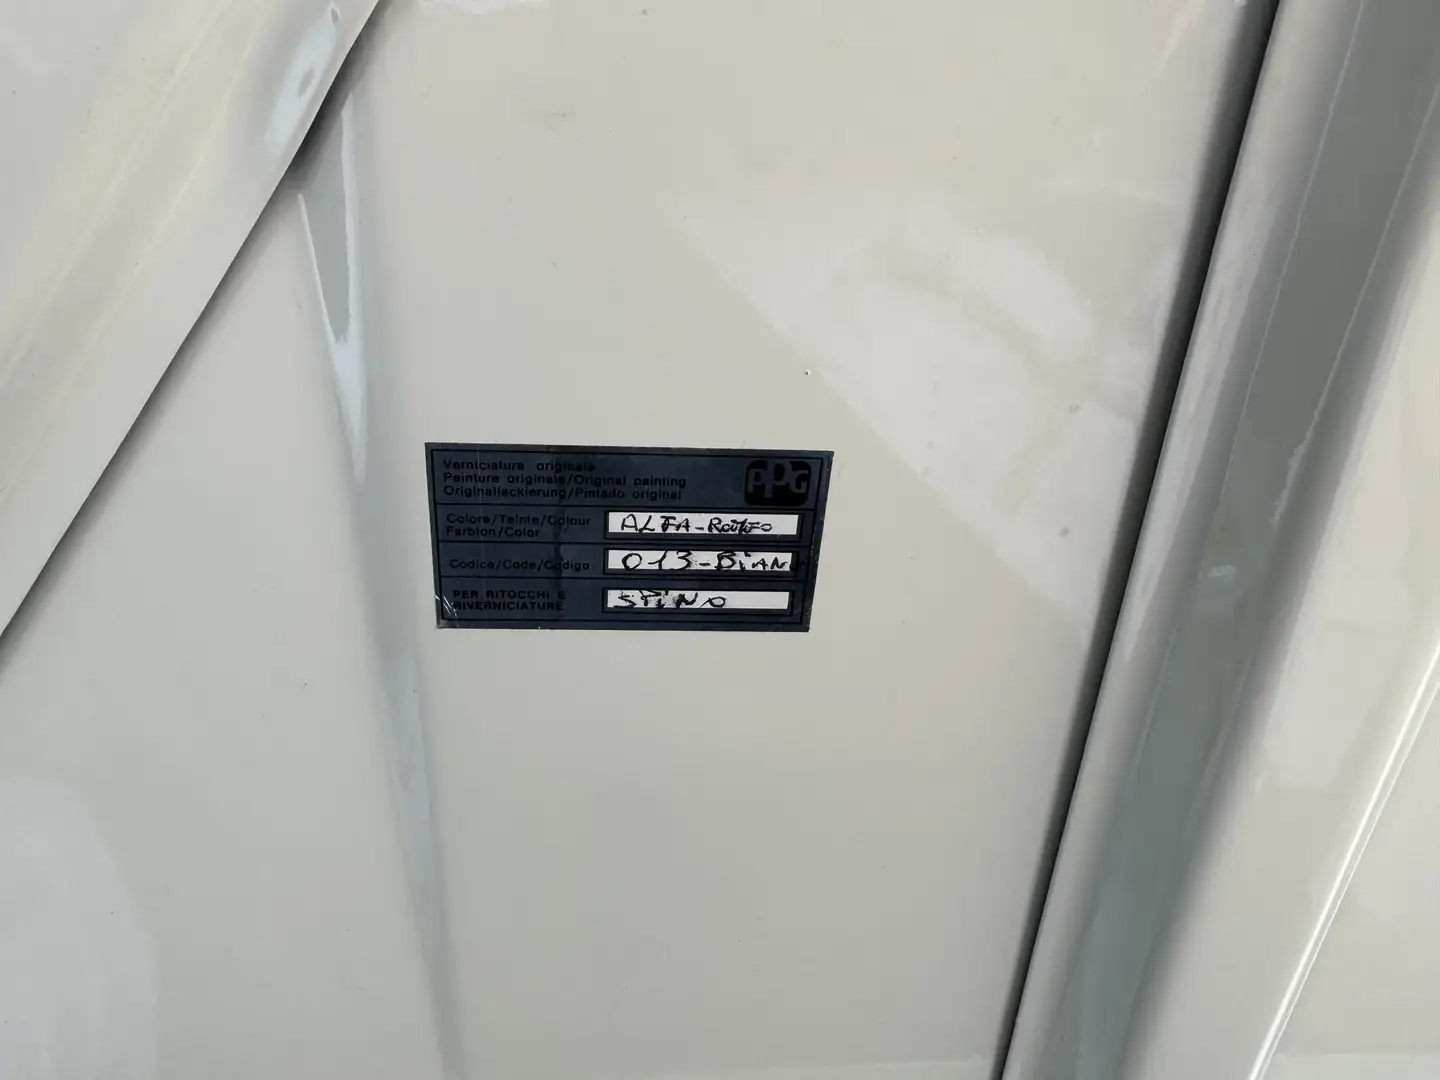 Verniciatura originale
Peinture originale/Original painting
Originallackierung/Pintado original
PPG
Colore/Teinte/Colour
Farbton/Color
ALFA-Romeo
Codice/Code/Codigo
013-BiAN
PER RITOCCHI E
RIVERNICIATURE
SPiNO